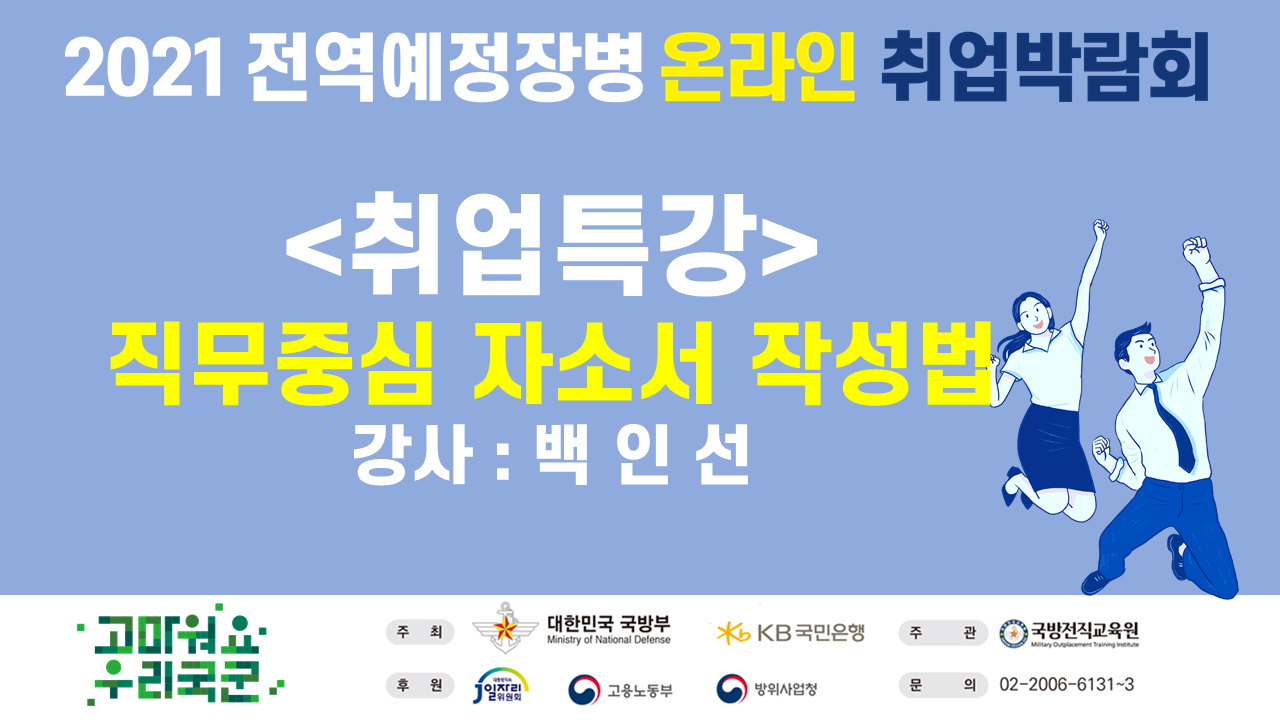 2021 전역예정장병 온라인 취업박람회
<취업특강>
직무중심 자소서 작성법
강사 : 백 인 선
고마워요
우리국군
주 최
대한민국 국방부
Ministry of National Defense
KB국민은행
주 관
국방전직교육원
Military Outplacement Training Institute
후 원
대통령직속
일자리
위원회
고용노동부
방위사업청
문 의
02-2006-6131~3